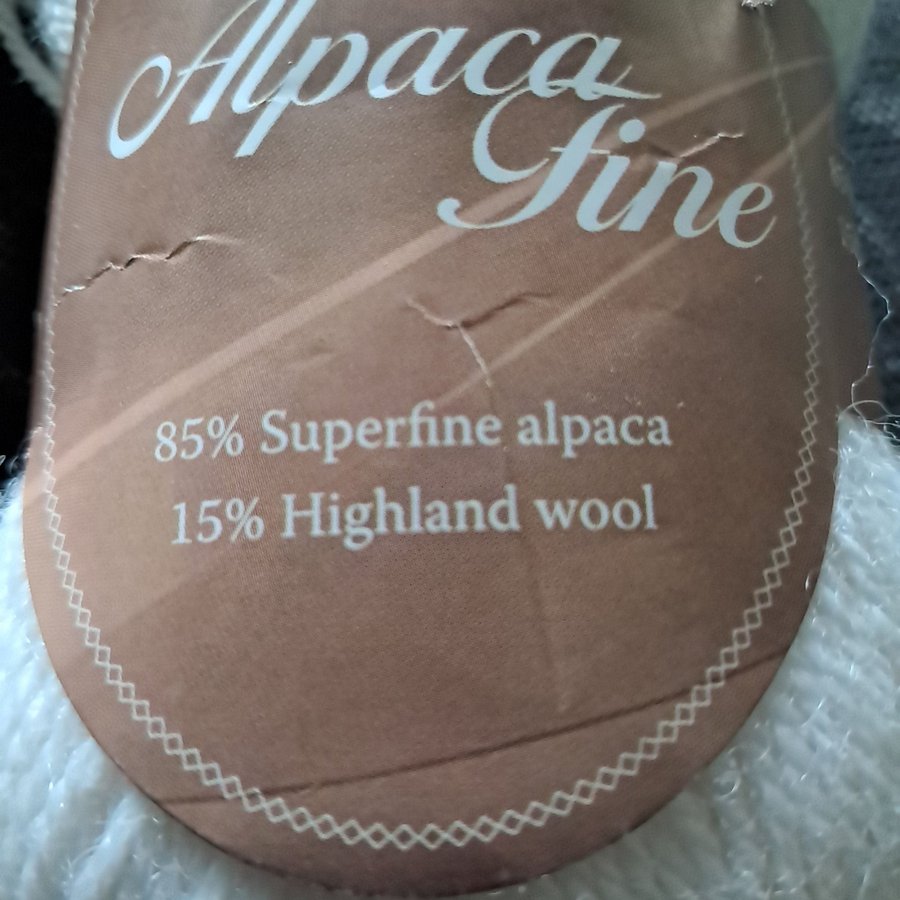 Alpaca
Fine
85% Superfine alpaca
15% Highland wool